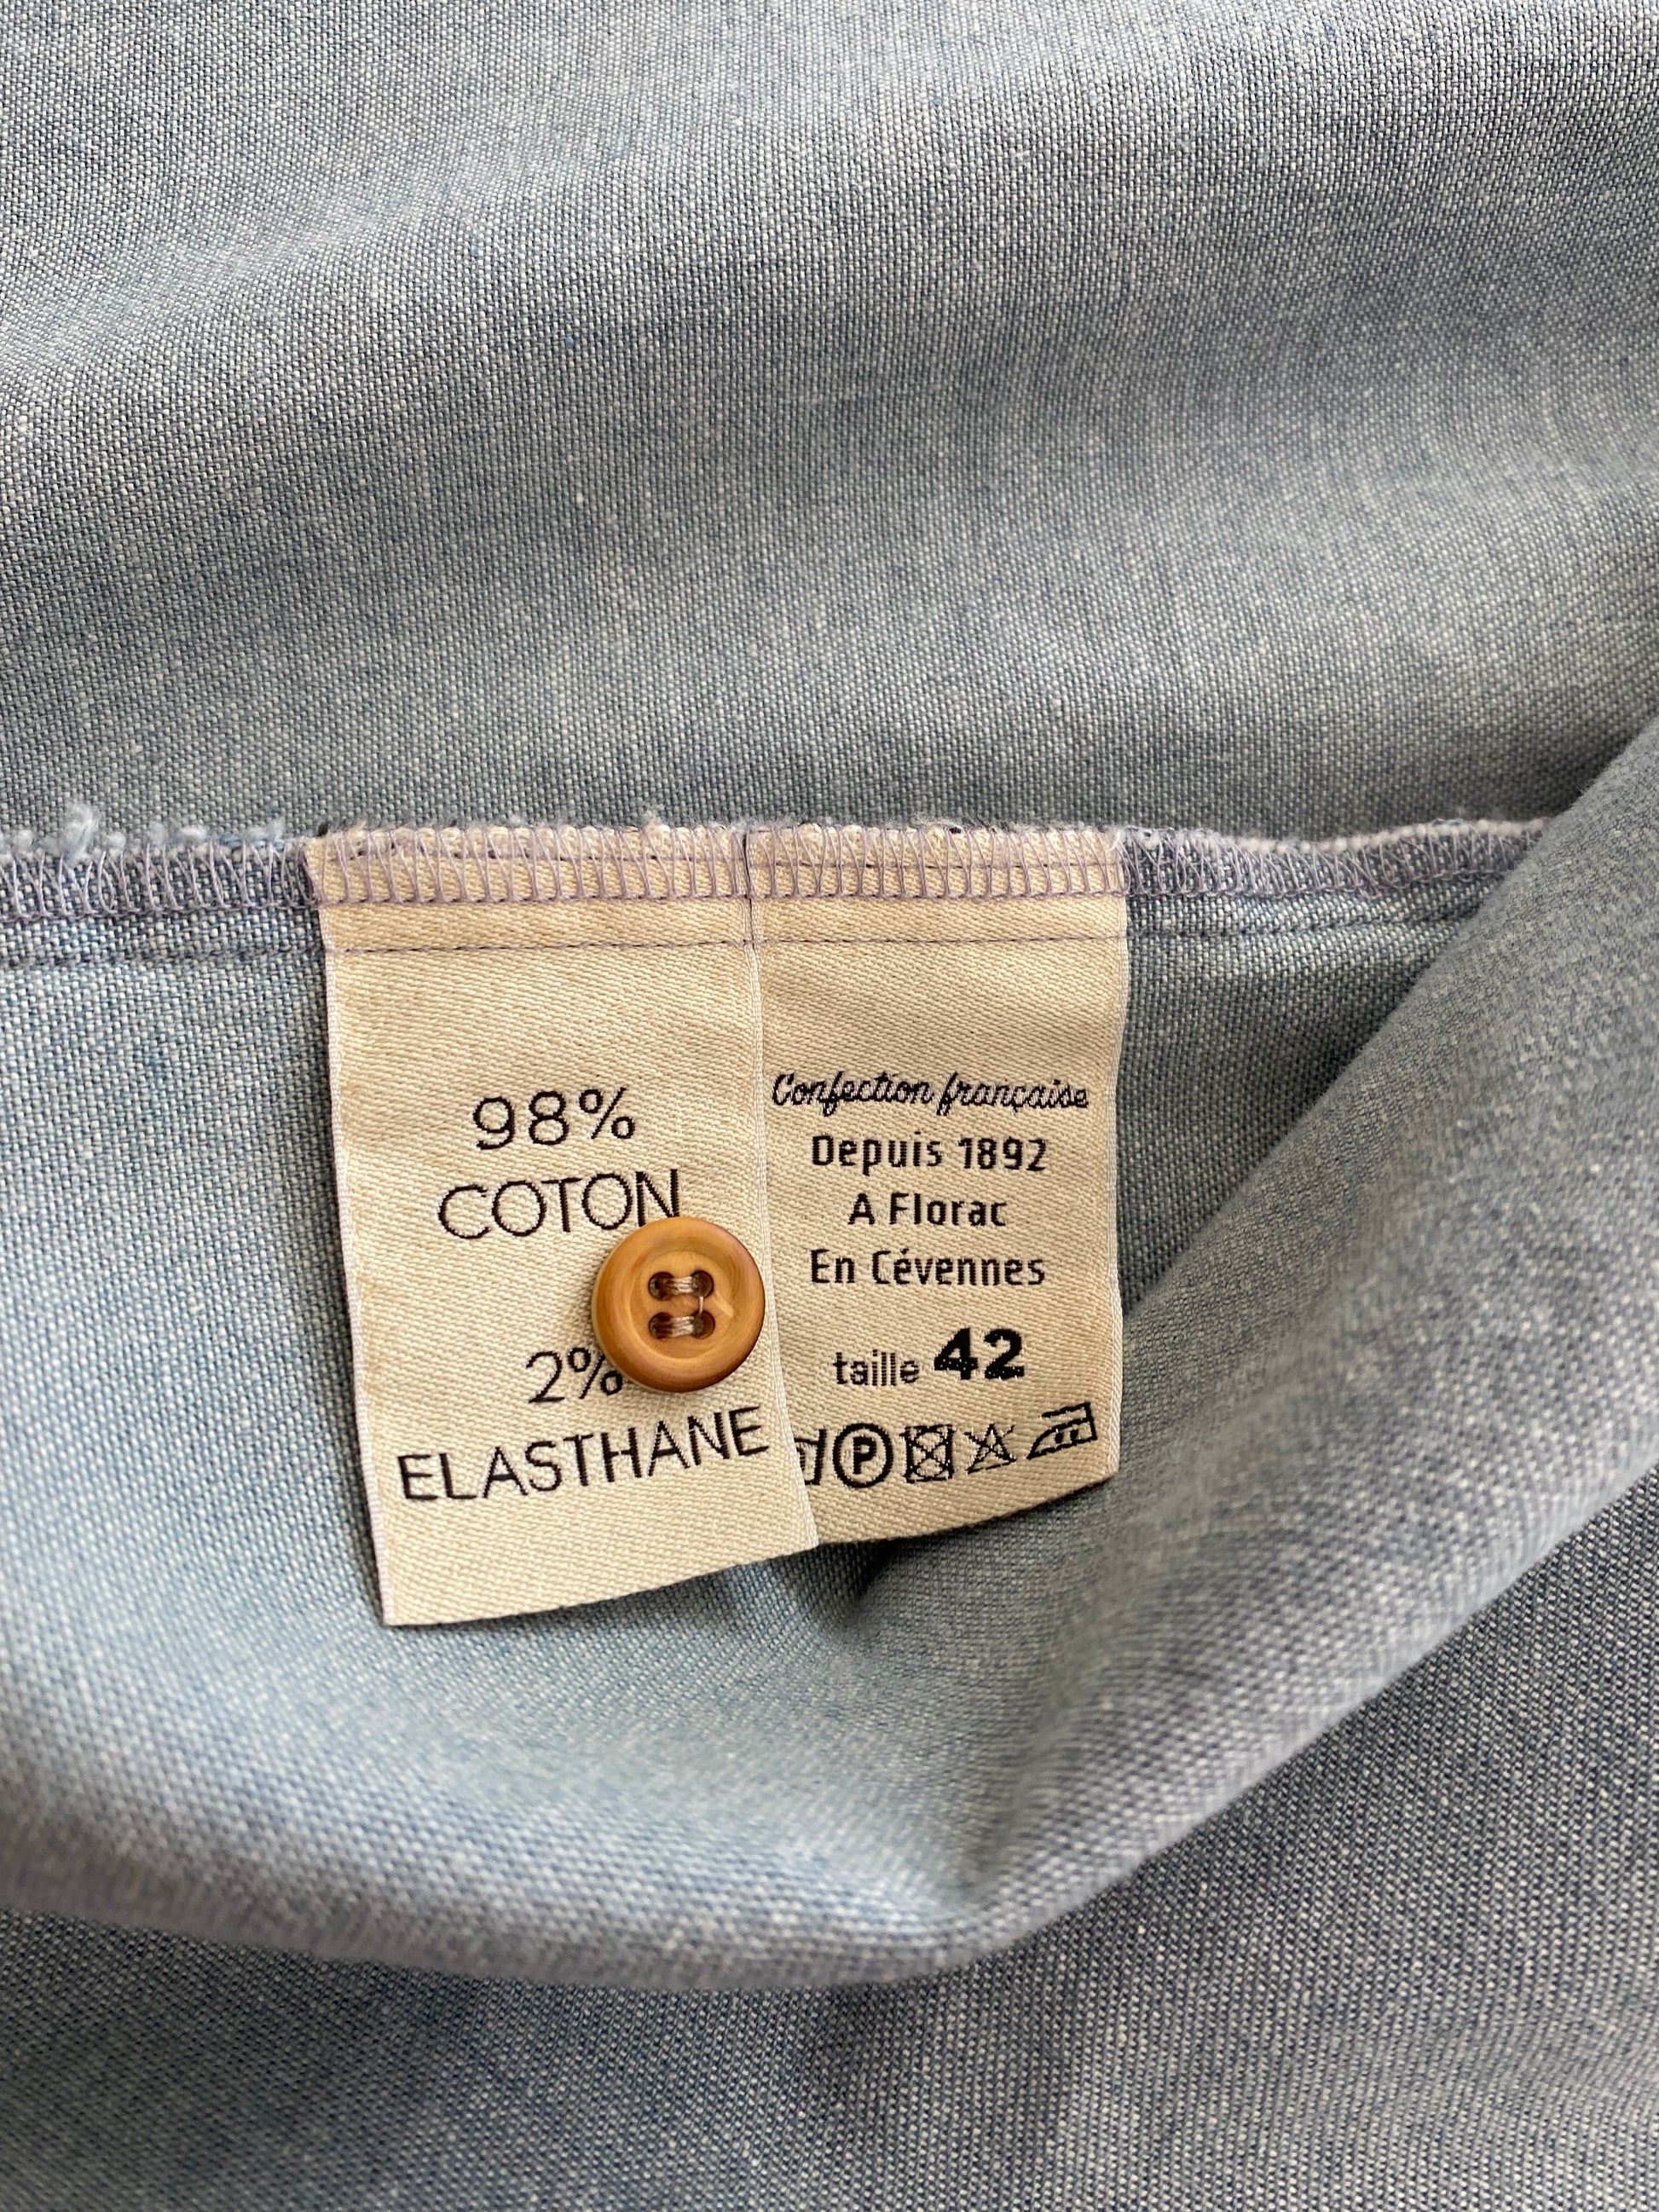 98%
COTON
2%
ELASTHANE
Confection française
Depuis 1892
A Florac
En Cévennes
taille 42
P